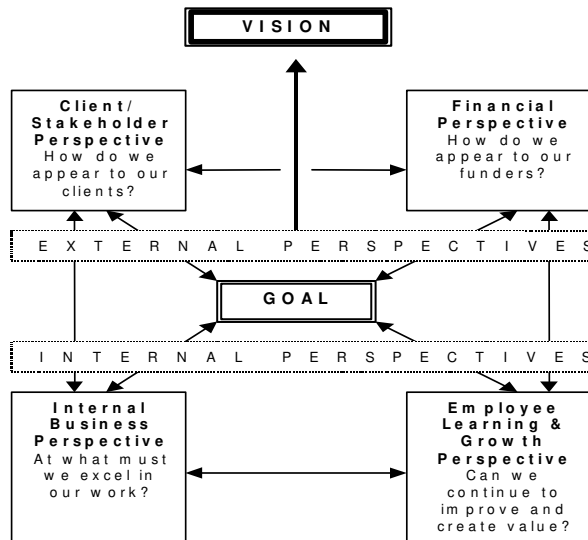 VISION
Client/
Stakeholder
Perspective
How do we
appear to our
clients?
Financial
Perspective
How do we
appear to our
funders?
EXTERNAL PERSPECTIVES
GOAL
INTERNAL PERSPECTIVES
Internal
Business
Perspective
At what must
we excel in
our work?
Employee
Learning &
Growth
Perspective
Can we
continue to
improve and
create value?